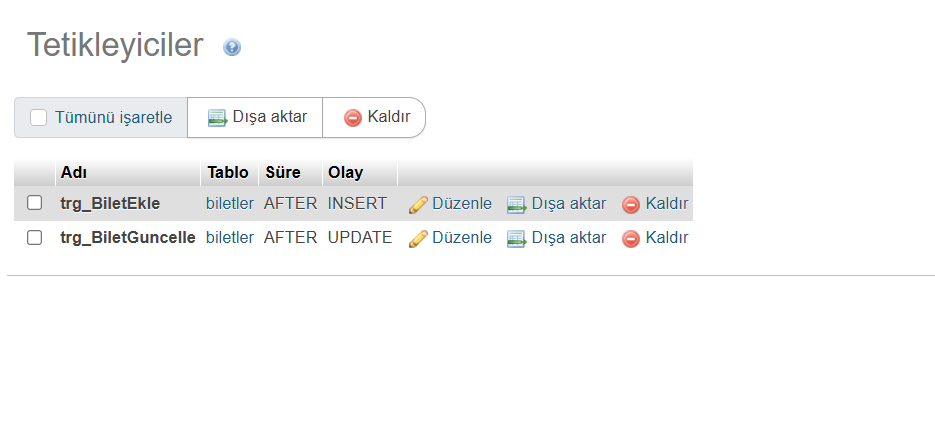 Tetikleyiciler
Tümünü işaretle Dışa aktar Kaldır
Adı Tablo Süre Olay
trg_BiletEkle biletler AFTER INSERT Düzenle Dışa aktar Kaldır
trg_BiletGuncelle biletler AFTER UPDATE Düzenle Dışa aktar Kaldır